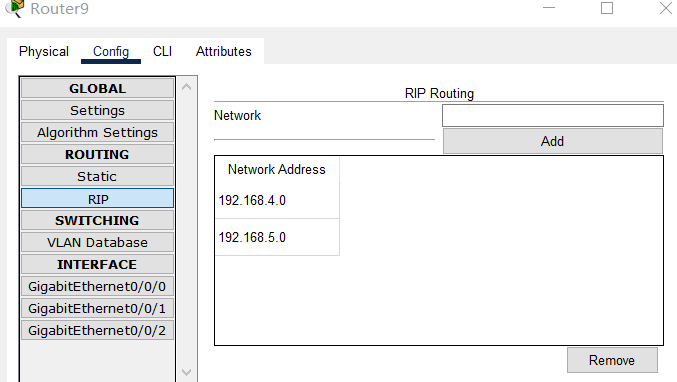 Router9
Physical Config CLI Attributes
GLOBAL
Settings
Algorithm Settings
ROUTING
Static
RIP
SWITCHING
VLAN Database
INTERFACE
GigabitEthernet0/0/0
GigabitEthernet0/0/1
GigabitEthernet0/0/2
RIP Routing
Network
Add
Network Address
192.168.4.0
192.168.5.0
Remove